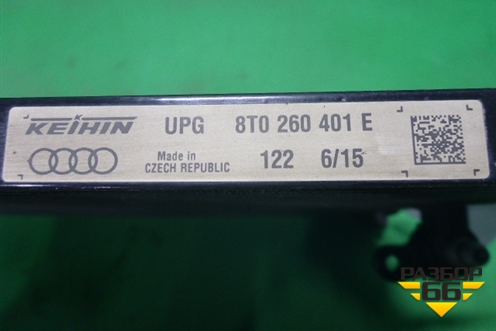 KEIHIN UPG 8T0 260 401 E
Made in
CZECH REPUBLIC 122 6/15
РАЗБОР
66